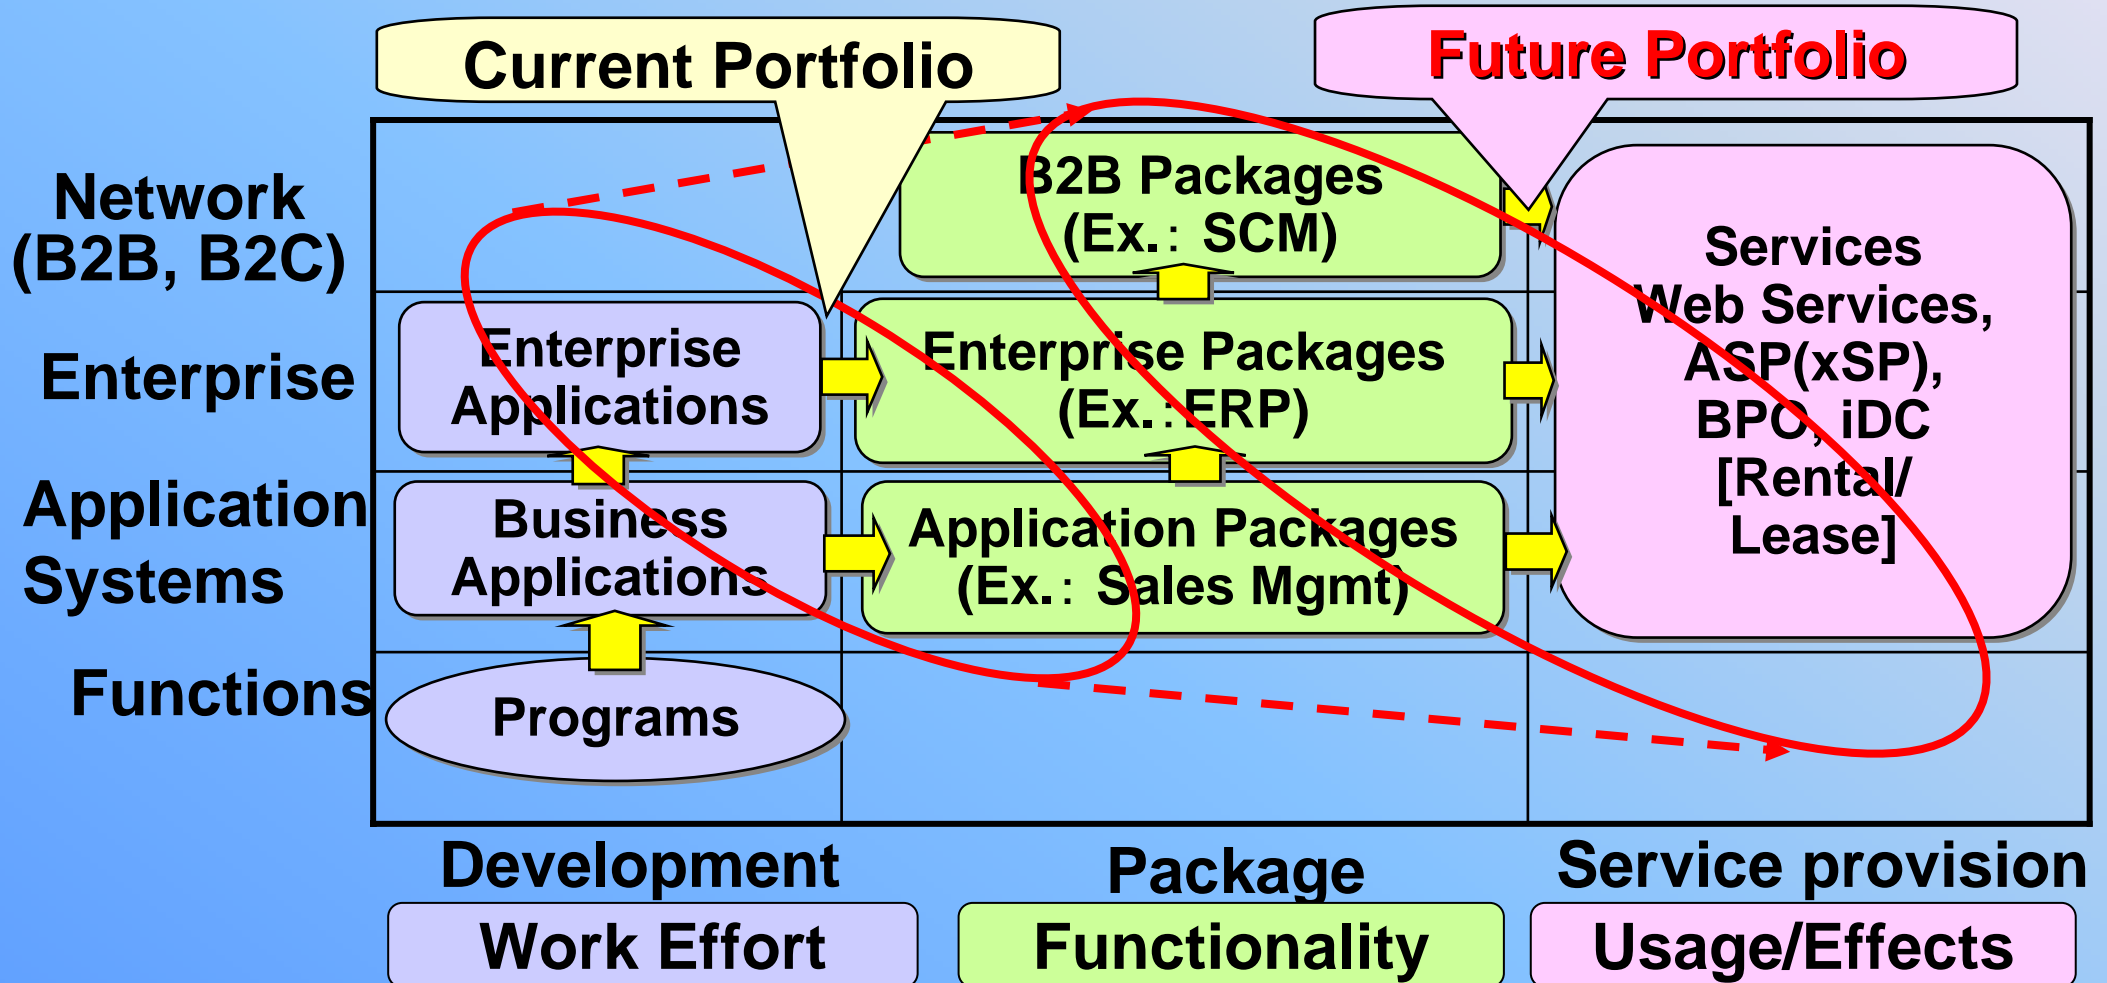 Current Portfolio
Future Portfolio
Network
(B2B, B2C)
B2B Packages
(Ex.: SCM)
Services
Web Services,
ASP(xSP),
BPO, iDC
[Rental/
Lease]
Enterprise
Enterprise
Applications
Enterprise Packages
(Ex.:ERP)
Application
Systems
Business
Applications
Application Packages
(Ex.: Sales Mgmt)
Functions
Programs
Development
Package
Service provision
Work Effort
Functionality
Usage/Effects